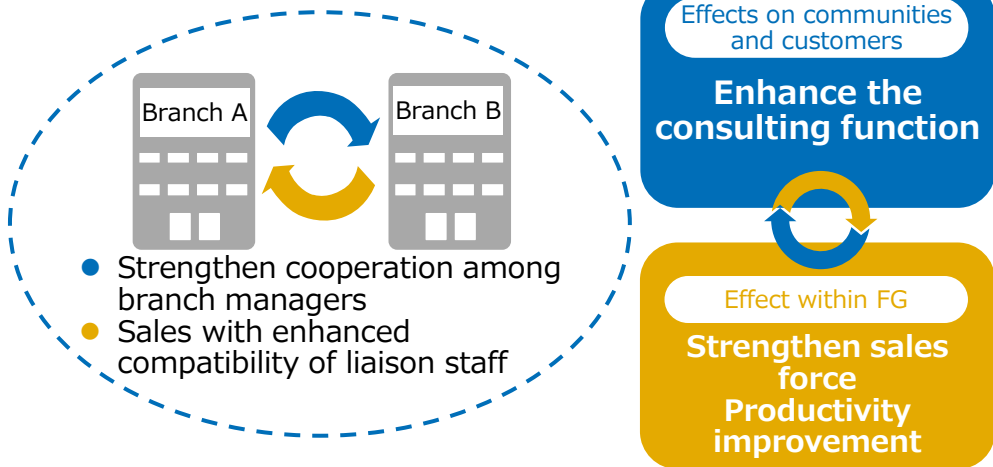 Branch A
Branch B
Strengthen cooperation among
branch managers
Sales with enhanced
compatibility of liaison staff
Effects on communities
and customers
Enhance the
consulting function
Effect within FG
Strengthen sales
force
Productivity
improvement